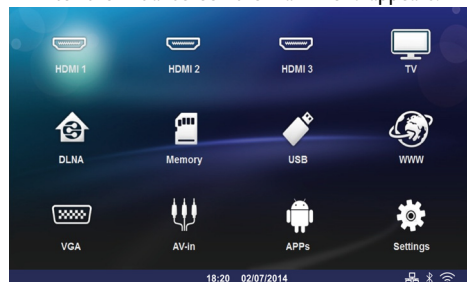 HDMI 1 HDMI 2 HDMI 3 TV
DLNA Memory USB WWW
VGA AV-in APPs Settings
18:20 02/07/2014